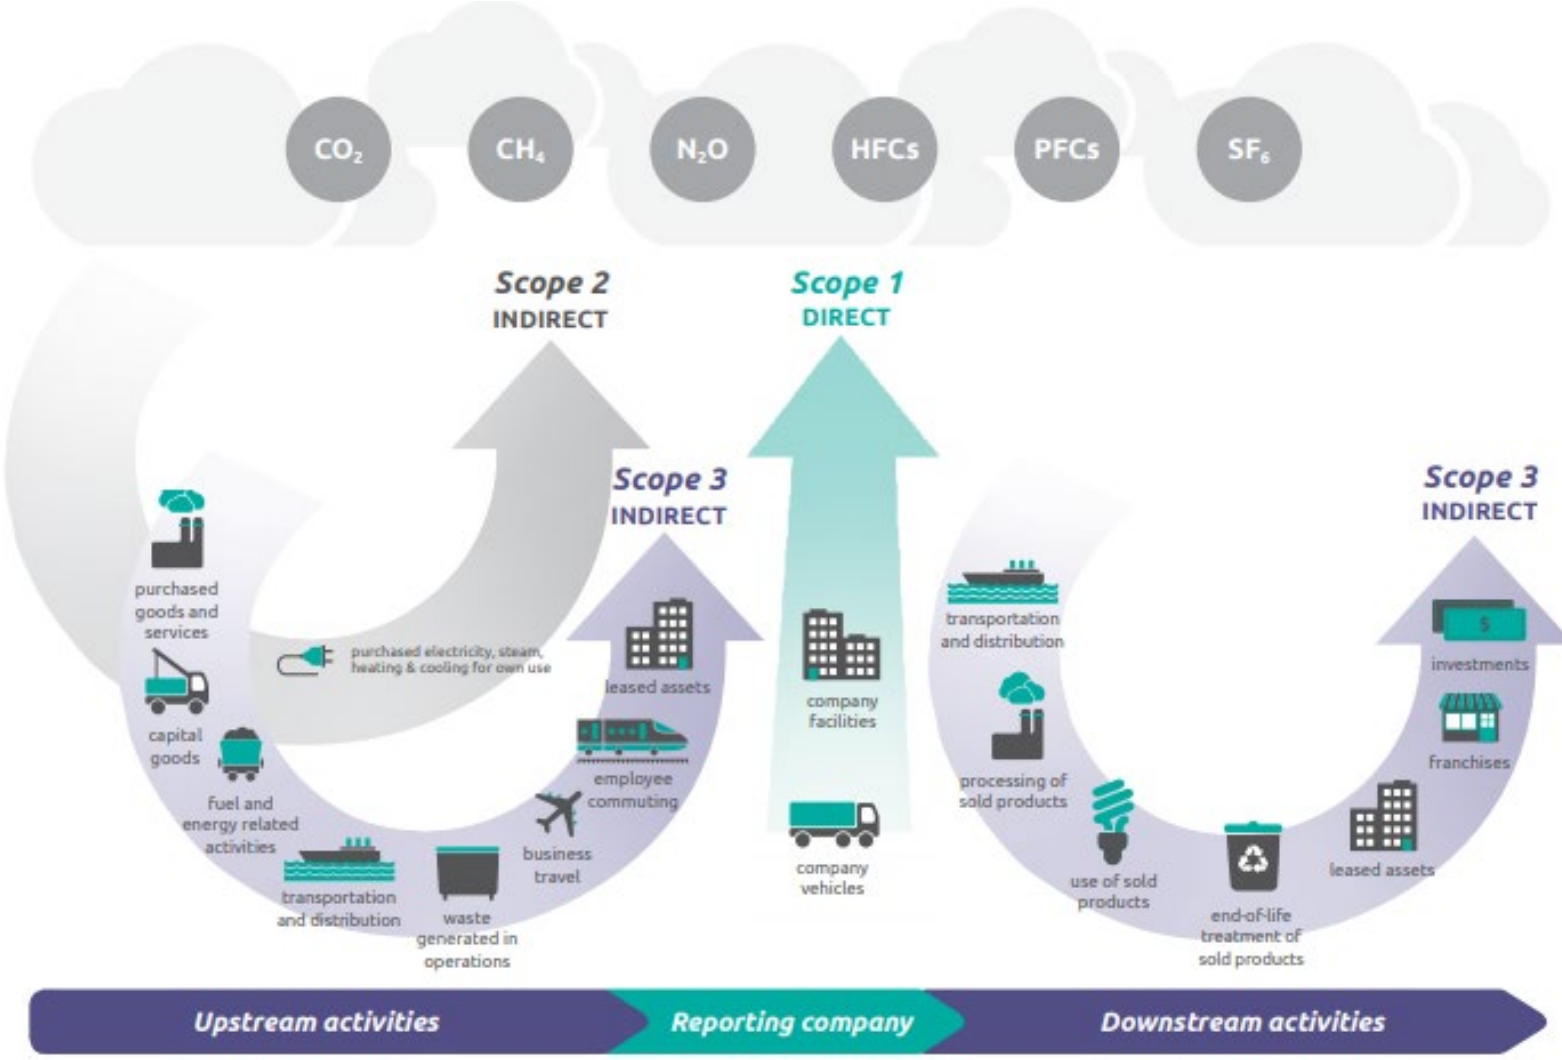 CO₂
CH₄
N₂O
HFCs
PFCs
SF₆
Scope 2
INDIRECT
Scope 1
DIRECT
Scope 3
INDIRECT
Scope 3
INDIRECT
purchased
goods and
services
capital
goods
fuel and
energy related
activities
transportation
and distribution
waste
generated in
operations
business
travel
employee
commuting
leased assets
purchased electricity, steam,
heating & cooling for own use
company
facilities
company
vehicles
transportation
and distribution
processing of
sold products
use of sold
products
end-of-life
treatment of
sold products
leased assets
franchises
$
investments
Upstream activities
Reporting company
Downstream activities